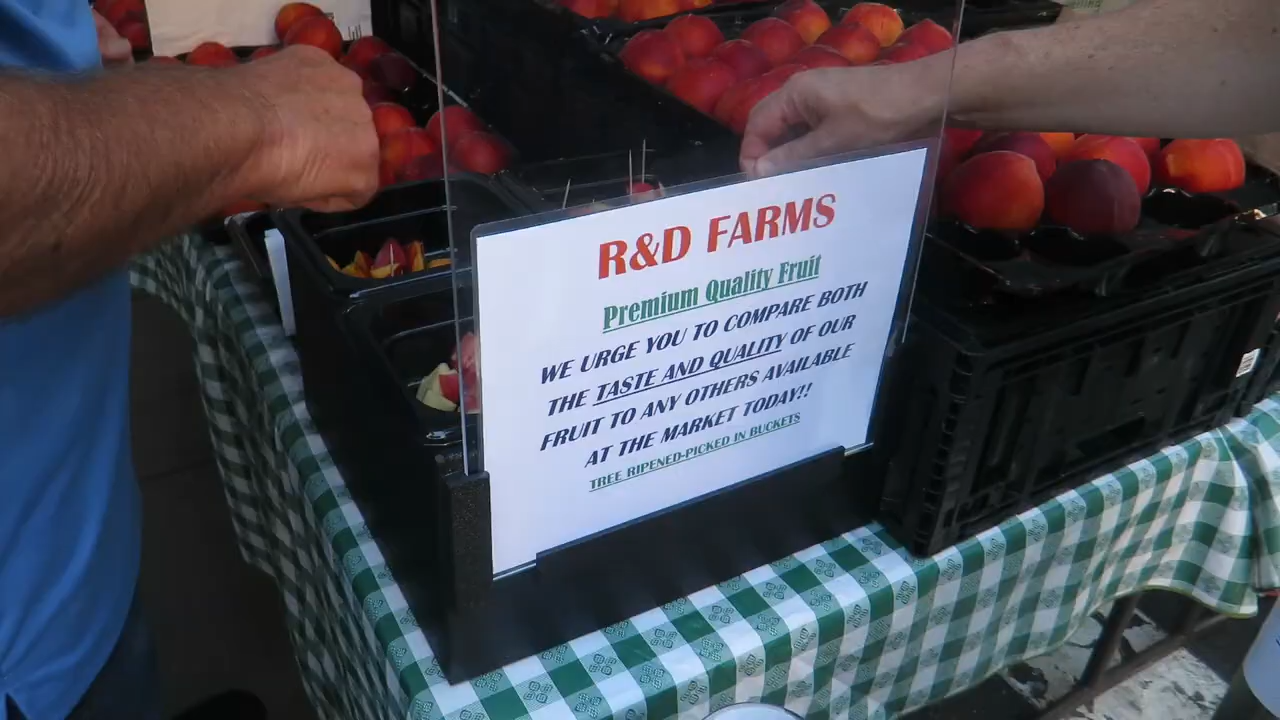 R&D FARMS
Premium Quality Fruit
WE URGE YOU TO COMPARE BOTH
THE TASTE AND QUALITY OF OUR
FRUIT TO ANY OTHERS AVAILABLE
AT THE MARKET TODAY!!
TREE RIPENED-PICKED IN BUCKETS